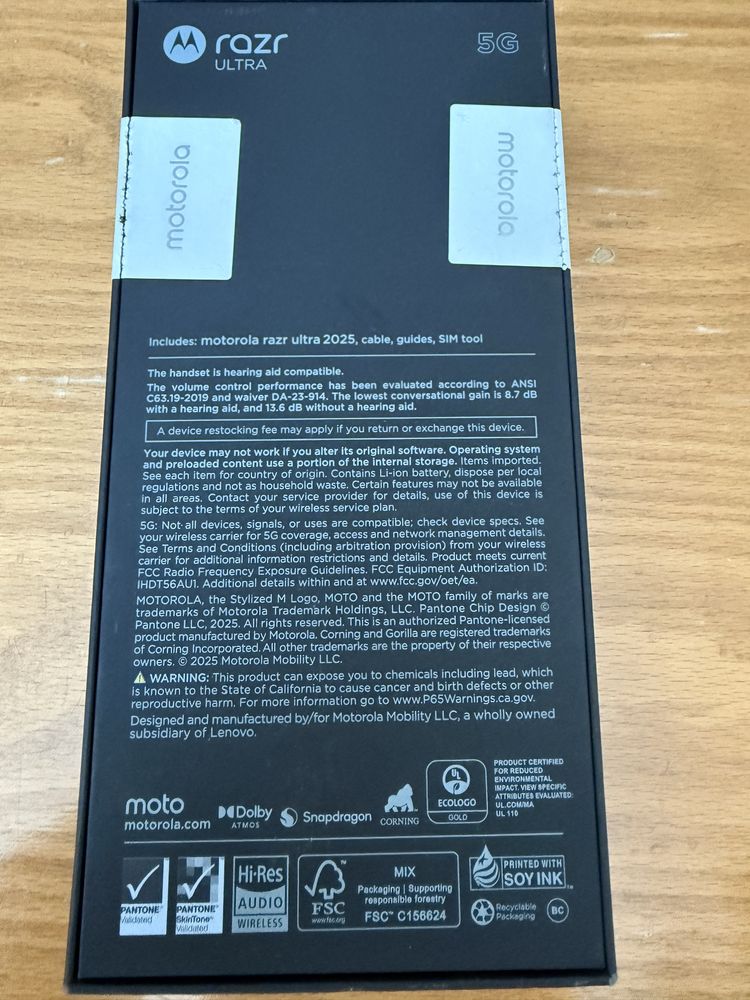 razr
ULTRA
5G
motorola
motorola
Includes: motorola razr ultra 2025, cable, guides, SIM tool
The handset is hearing aid compatible.
The volume control performance has been evaluated according to ANSI
C63.19-2019 and waiver DA-23-914. The lowest conversational gain is 8.7 dB
with a hearing aid, and 13.6 dB without a hearing aid.
A device restocking fee may apply if you return or exchange this device.
Your device may not work if you alter its original software. Operating system
and preloaded content use a portion of the internal storage. Items imported.
See each item for country of origin. Contains Li-ion battery, dispose per local
regulations and not as household waste. Certain features may not be available
in all areas. Contact your service provider for details, use of this device is
subject to the terms of your wireless service plan.
5G: Not all devices, signals, or uses are compatible; check device specs. See
your wireless carrier for 5G coverage, access and network management details.
See Terms and Conditions (including arbitration provision) from your wireless
carrier for additional information restrictions and details. Product meets current
FCC Radio Frequency Exposure Guidelines. FCC Equipment Authorization ID:
IHDT56AU1. Additional details within and at www.fcc.gov/oet/ea.
MOTOROLA, the Stylized M Logo, MOTO and the MOTO family of marks are
trademarks of Motorola Trademark Holdings, LLC. Pantone Chip Design ©
Pantone LLC, 2025. All rights reserved. This is an authorized Pantone-licensed
product manufactured by Motorola. Corning and Gorilla are registered trademarks
of Corning Incorporated. All other trademarks are the property of their respective
owners. © 2025 Motorola Mobility LLC.
⚠ WARNING: This product can expose you to chemicals including lead, which
is known to the State of California to cause cancer and birth defects or other
reproductive harm. For more information go to www.P65Warnings.ca.gov.
Designed and manufactured by/for Motorola Mobility LLC, a wholly owned
subsidiary of Lenovo.
moto
motorola.com
Dolby
ATMOS
Snapdragon
CORNING
UL
ECOLOGO
GOLD
PRODUCT CERTIFIED
FOR REDUCED
ENVIRONMENTAL
IMPACT. VIEW SPECIFIC
ATTRIBUTES EVALUATED:
UL.COM/MA
UL 110
PANTONE®
Validated
PANTONE®
SkinTone™
Validated
Hi-Res
AUDIO
WIRELESS
FSC
www.fsc.org
MIX
Packaging | Supporting
responsible forestry
FSC™ C156624
PRINTED WITH
SOY INK
Recyclable
Packaging
BC